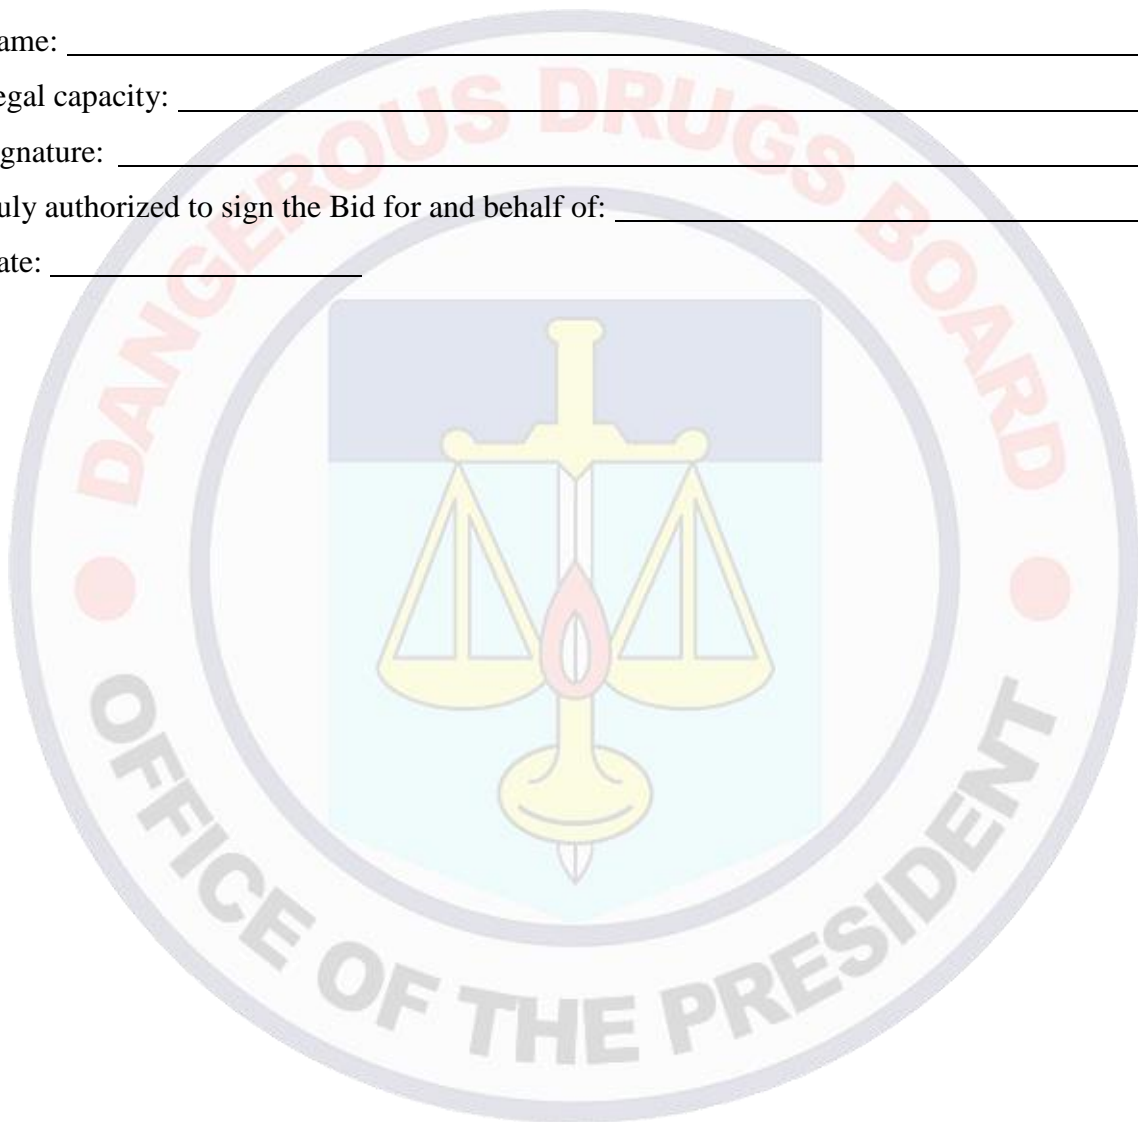 ame:
egal capacity:
gnature:
uly authorized to sign the Bid for and behalf of:
ate:
DANGEROUS DRUGS BOARD
OFFICE OF THE PRESIDENT